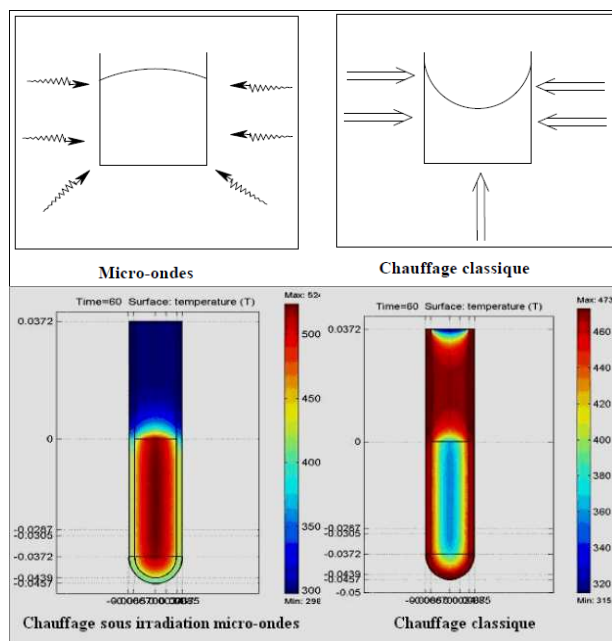 Micro-ondes
Chauffage classique
Time=60 Surface: temperature (T)
Max: 524
0.0372
0
-0.0287
-0.0305
-0.0372
-0.0439
-0.0457
500
450
400
350
300
Min: 298
Chauffage sous irradiation micro-ondes
Time=60 Surface: temperature (T)
Max: 473
0.0372
0
-0.0287
-0.0305
-0.0372
-0.0439
-0.0457
-0.05
460
440
420
400
380
360
340
320
Min: 315
Chauffage classique